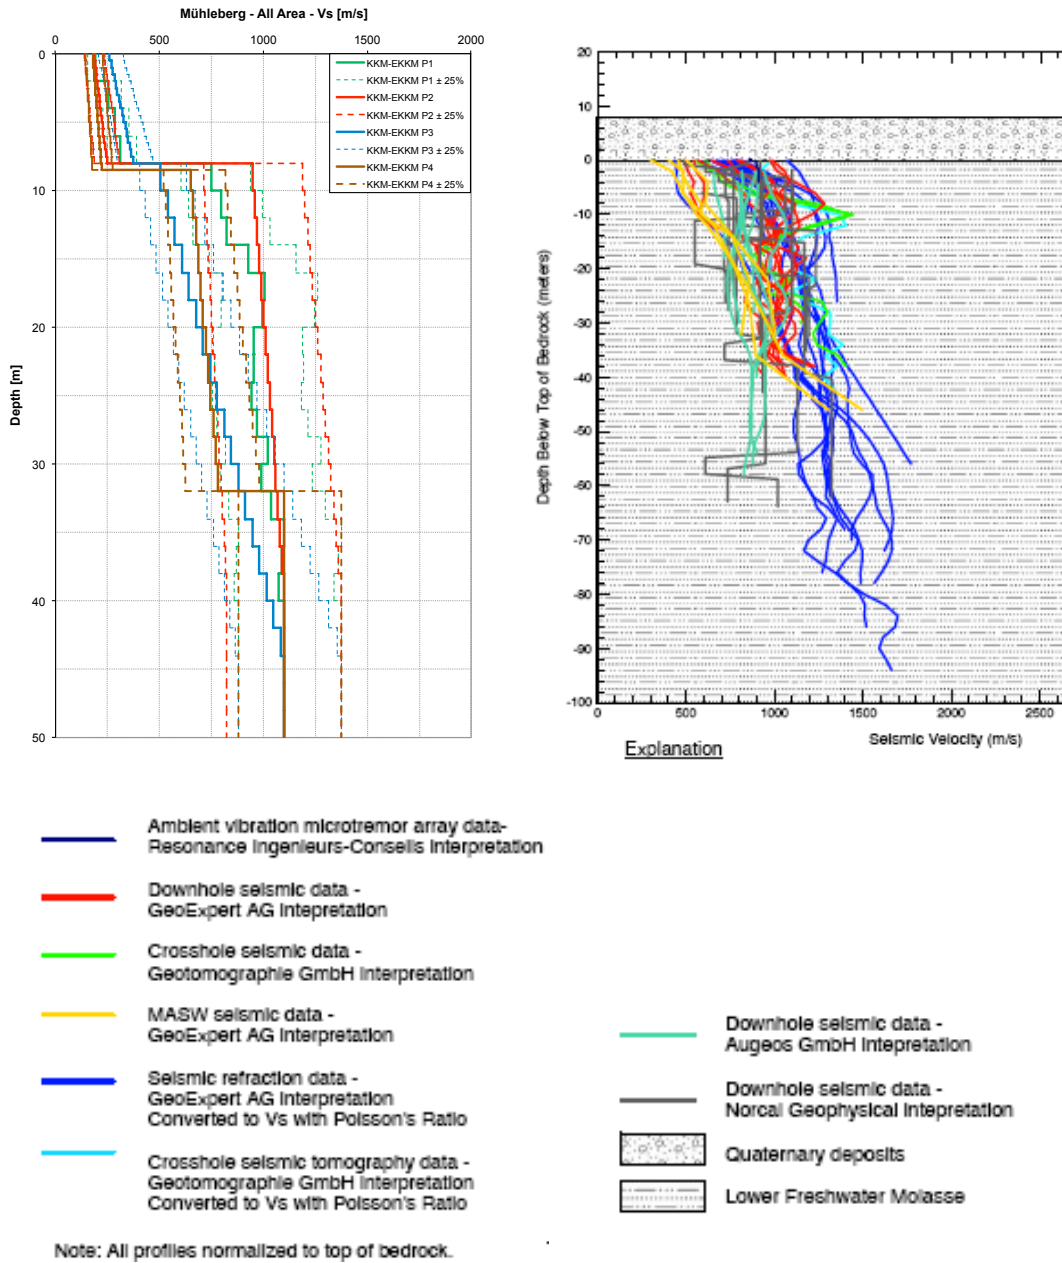 Mühleberg - All Area - Vs [m/s]
0 500 1000 1500 2000
0
10
20
30
40
50
Depth [m]
KKM-EKKM P1
KKM-EKKM P1 ± 25%
KKM-EKKM P2
KKM-EKKM P2 ± 25%
KKM-EKKM P3
KKM-EKKM P3 ± 25%
KKM-EKKM P4
KKM-EKKM P4 ± 25%
20
10
0
-10
-20
-30
-40
-50
-60
-70
-80
-90
-100
Depth Below Top of Bedrock (meters)
0 500 1000 1500 2000 2500
Seismic Velocity (m/s)
Explanation
Ambient vibration microtremor array data-
Resonance Ingenieurs-Consells Interpretation
Downhole seismic data -
GeoExpert AG Intepretation
Crosshole seismic data -
Geotomographie GmbH Interpretation
MASW seismic data -
GeoExpert AG Interpretation
Seismic refraction data -
GeoExpert AG Interpretation
Converted to Vs with Poisson's Ratio
Crosshole seismic tomography data -
Geotomographie GmbH Interpretation
Converted to Vs with Poisson's Ratio
Downhole seismic data -
Augeos GmbH Intepretation
Downhole seismic data -
Norcal Geophysical Intepretation
Quaternary deposits
Lower Freshwater Molasse
Note: All profiles normalized to top of bedrock.